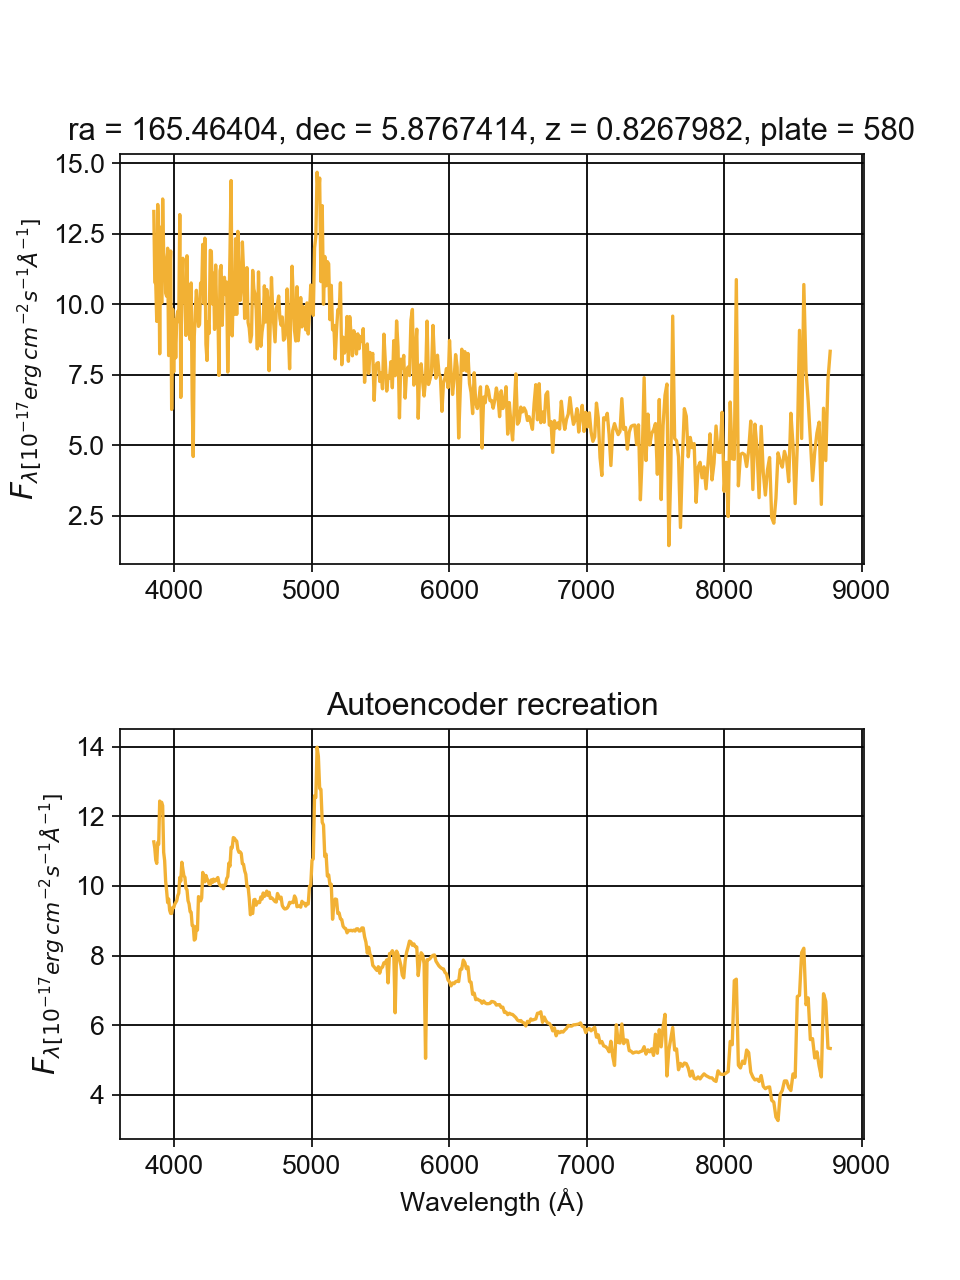 ra = 165.46404, dec = 5.8767414, z = 0.8267982, plate = 580
15.0
12.5
10.0
7.5
5.0
2.5
F_λ[10⁻¹⁷erg cm⁻²s⁻¹Å⁻¹]
4000 5000 6000 7000 8000 9000
Autoencoder recreation
14
12
10
8
6
4
F_λ[10⁻¹⁷erg cm⁻²s⁻¹Å⁻¹]
4000 5000 6000 7000 8000 9000
Wavelength (Å)